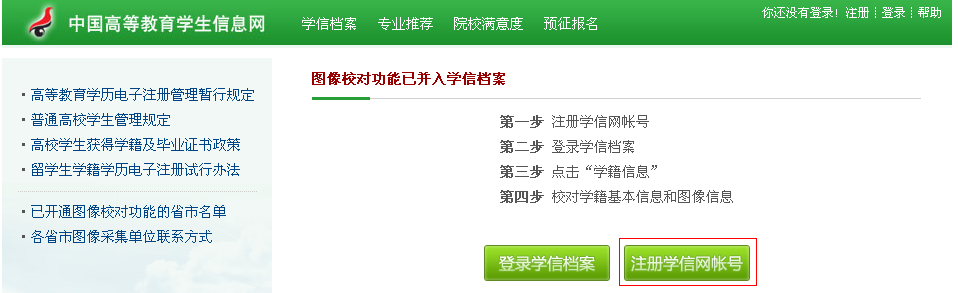 你还没有登录! 注册┆登录┆帮助
中国高等教育学生信息网 学信档案 专业推荐 院校满意度 预征报名
· 高等教育学历电子注册管理暂行规定
· 普通高校学生管理规定
· 高校学生获得学籍及毕业证书政策
· 留学生学籍学历电子注册试行办法
· 已开通图像校对功能的省市名单
· 各省市图像采集单位联系方式
图像校对功能已并入学信档案
第一步 注册学信网帐号
第二步 登录学信档案
第三步 点击“学籍信息”
第四步 校对学籍基本信息和图像信息
登录学信档案 注册学信网帐号